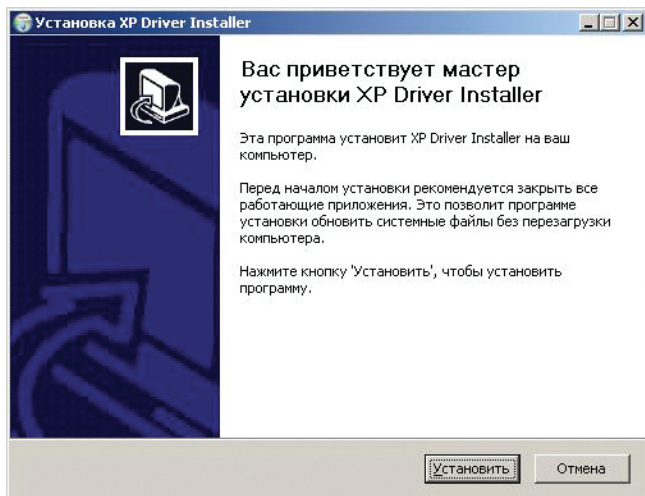 Установка XP Driver Installer
Вас приветствует мастер
установки XP Driver Installer
Эта программа установит XP Driver Installer на ваш
компьютер.
Перед началом установки рекомендуется закрыть все
работающие приложения. Это позволит программе
установки обновить системные файлы без перезагрузки
компьютера.
Нажмите кнопку 'Установить', чтобы установить
программу.
Установить
Отмена